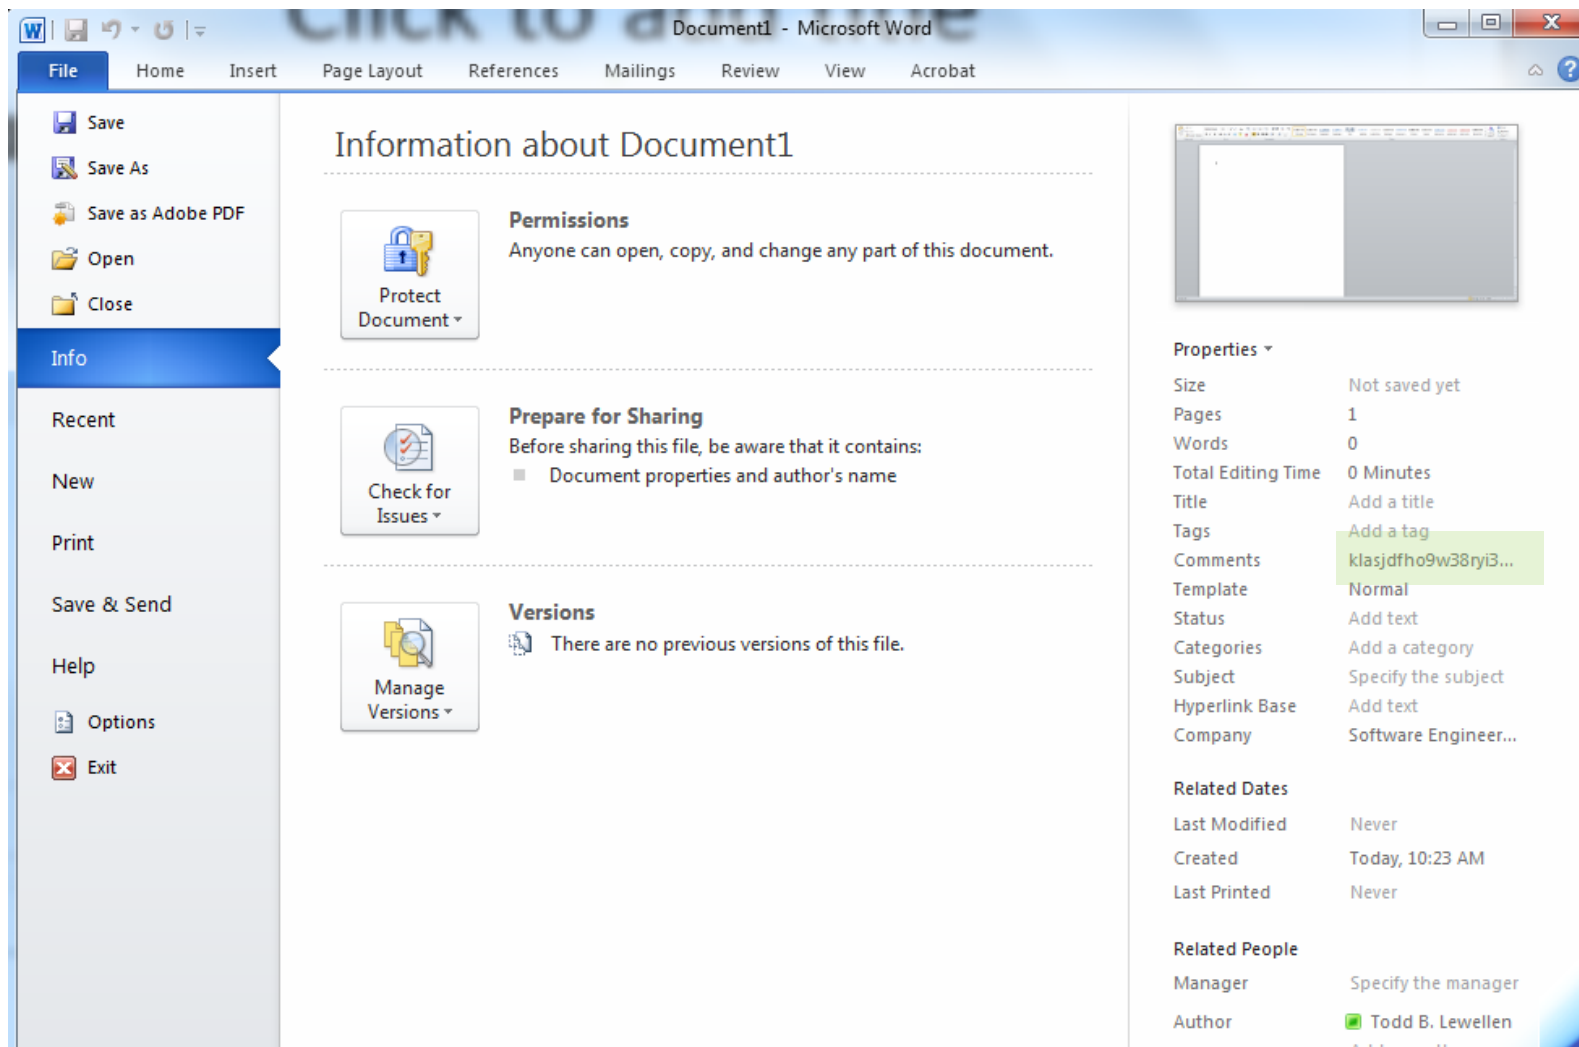 Click to add title
Document1 - Microsoft Word
File Home Insert Page Layout References Mailings Review View Acrobat
Save
Save As
Save as Adobe PDF
Open
Close
Info
Recent
New
Print
Save & Send
Help
Options
Exit
Information about Document1
Protect
Document
Permissions
Anyone can open, copy, and change any part of this document.
Check for
Issues
Prepare for Sharing
Before sharing this file, be aware that it contains:
Document properties and author's name
Manage
Versions
Versions
There are no previous versions of this file.
Properties
Size Not saved yet
Pages 1
Words 0
Total Editing Time 0 Minutes
Title Add a title
Tags Add a tag
Comments klasjdfho9w38ryi3...
Template Normal
Status Add text
Categories Add a category
Subject Specify the subject
Hyperlink Base Add text
Company Software Engineer...
Related Dates
Last Modified Never
Created Today, 10:23 AM
Last Printed Never
Related People
Manager Specify the manager
Author Todd B. Lewellen